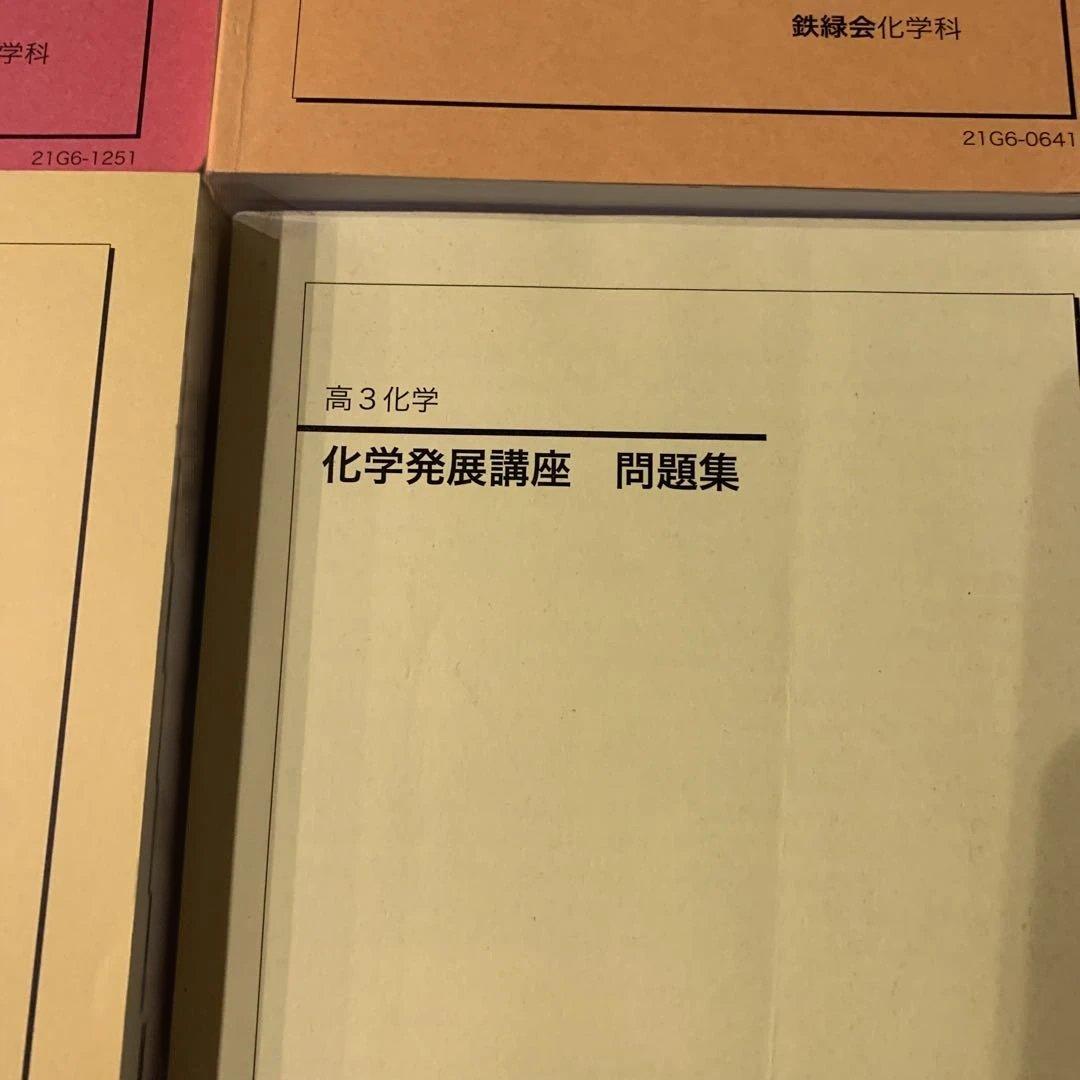 学科
鉄緑会化学科
21G6-1251
21G6-0641
高3化学
化学発展講座 問題集